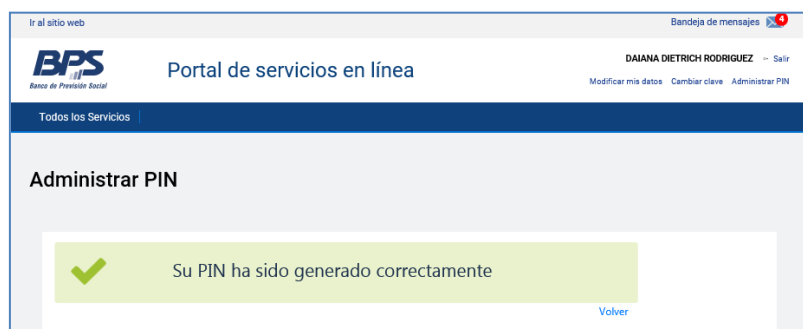 Ir al sitio web
Bandeja de mensajes 4
BPS
Banco de Previsión Social
Portal de servicios en línea
DAIANA DIETRICH RODRIGUEZ - Salir
Modificar mis datos Cambiar clave Administrar PIN
Todos los Servicios
Administrar PIN
Su PIN ha sido generado correctamente
Volver